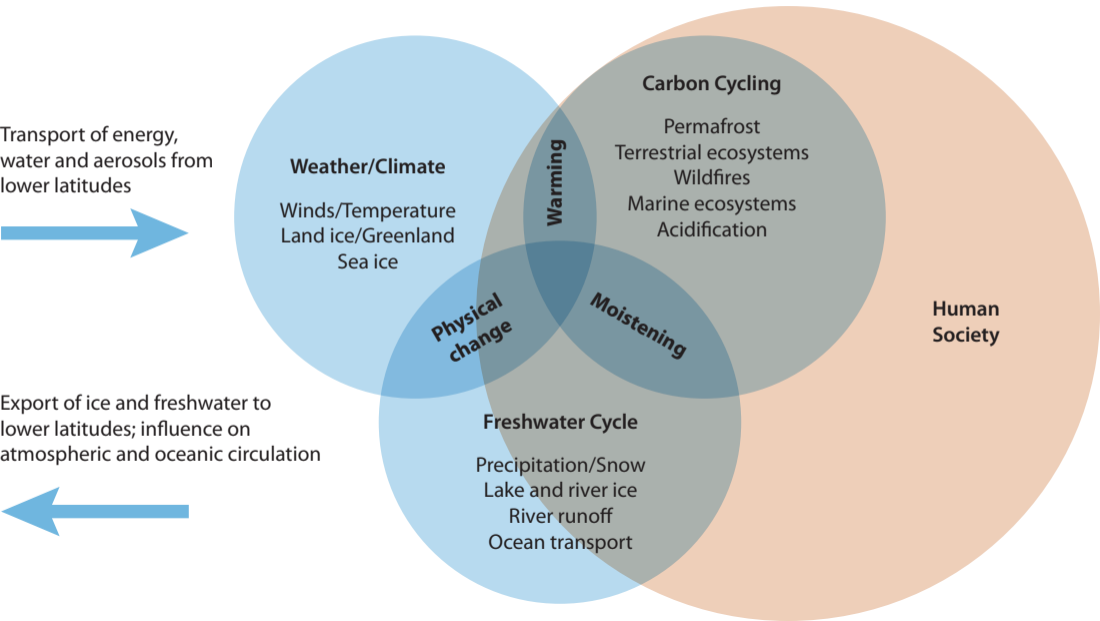 Transport of energy,
water and aerosols from
lower latitudes
Export of ice and freshwater to
lower latitudes; influence on
atmospheric and oceanic circulation
Weather/Climate
Winds/Temperature
Land ice/Greenland
Sea ice
Warming
Carbon Cycling
Permafrost
Terrestrial ecosystems
Wildfires
Marine ecosystems
Acidification
Physical
change
Moistening
Freshwater Cycle
Precipitation/Snow
Lake and river ice
River runoff
Ocean transport
Human
Society